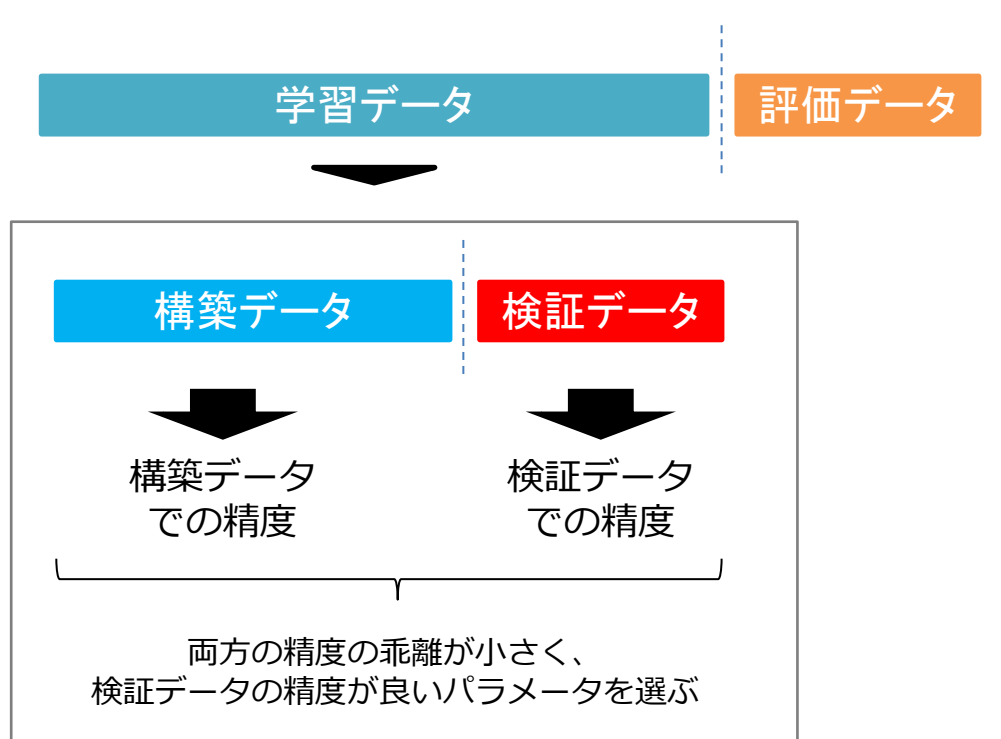 学習データ
評価データ
構築データ
検証データ
構築データ
での精度
検証データ
での精度
両方の精度の乖離が小さく、
検証データの精度が良いパラメータを選ぶ